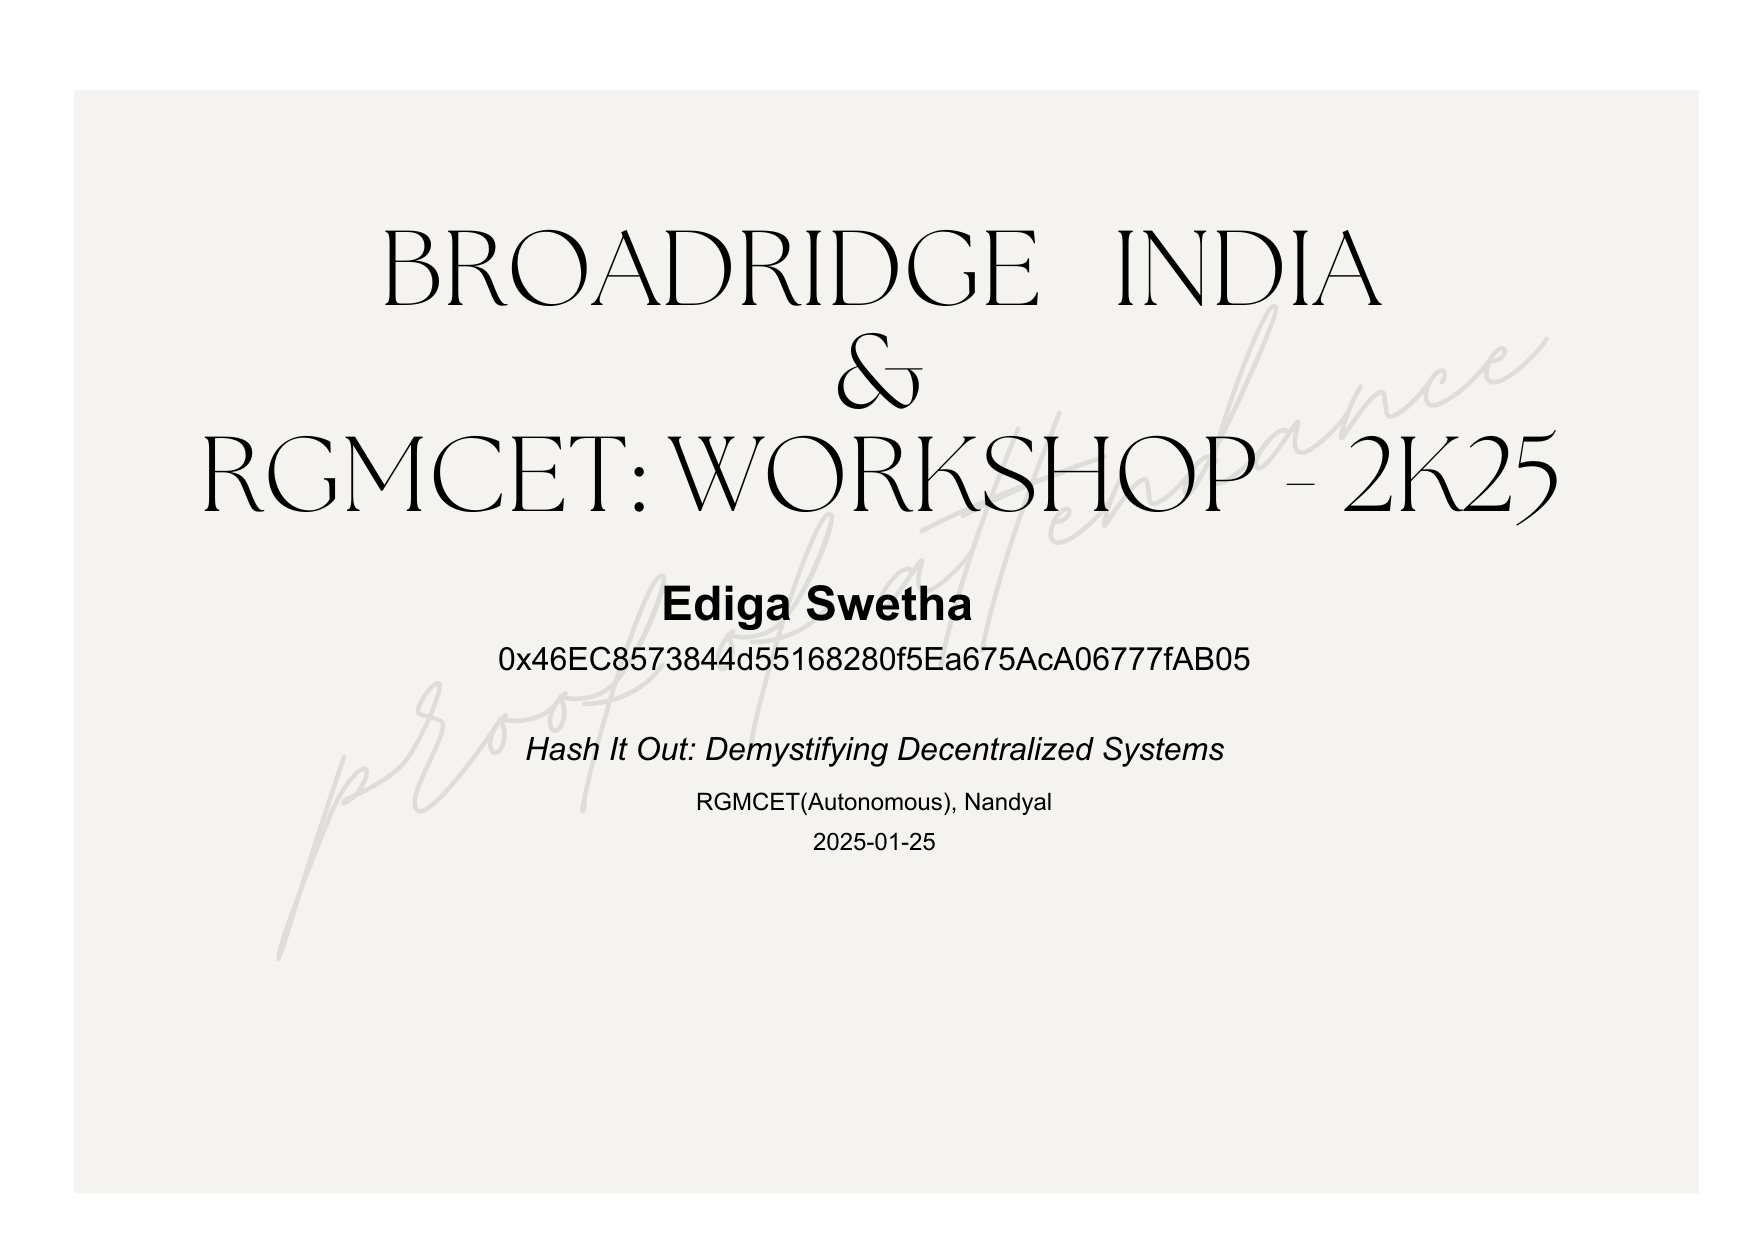 BROADRIDGE INDIA
&
RGMCET: WORKSHOP - 2K25
proof of attendance
Ediga Swetha
0x46EC8573844d55168280f5Ea675AcA06777fAB05
Hash It Out: Demystifying Decentralized Systems
RGMCET(Autonomous), Nandyal
2025-01-25